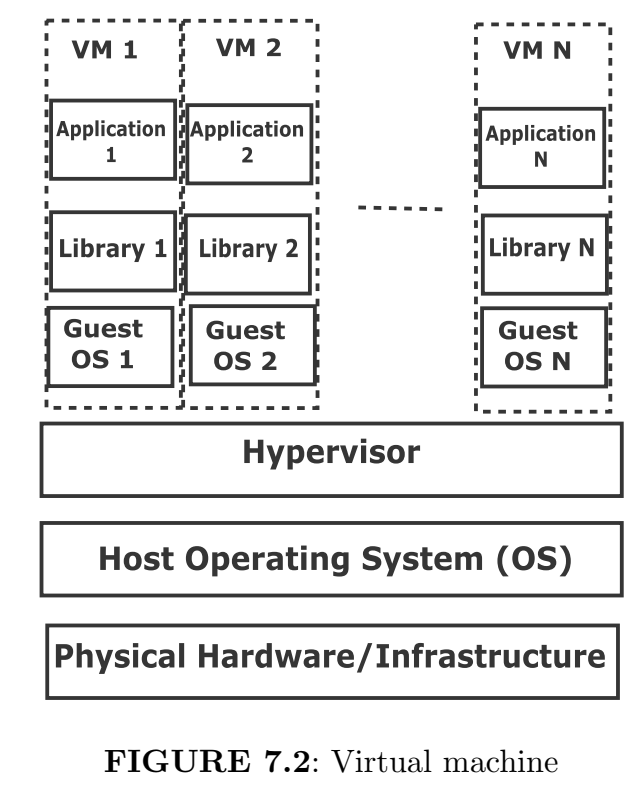 VM 1
Application
1
Library 1
Guest
OS 1
VM 2
Application
2
Library 2
Guest
OS 2
VM N
Application
N
Library N
Guest
OS N
Hypervisor
Host Operating System (OS)
Physical Hardware/Infrastructure
FIGURE 7.2: Virtual machine